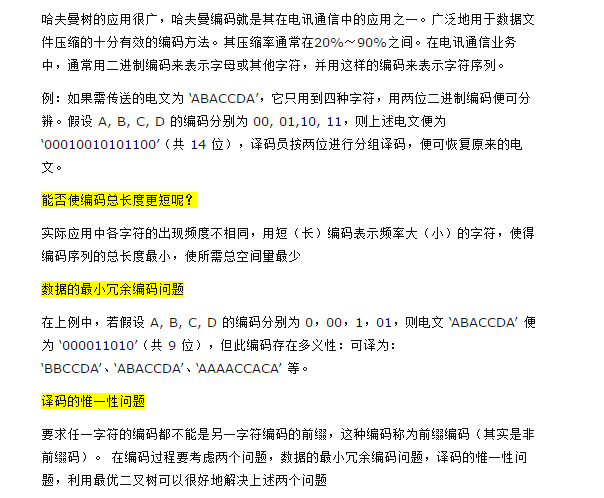 哈夫曼树的应用很广，哈夫曼编码就是其在电讯通信中的应用之一。广泛地用于数据文
件压缩的十分有效的编码方法。其压缩率通常在20%～90%之间。在电讯通信业务
中，通常用二进制编码来表示字母或其他字符，并用这样的编码来表示字符序列。
例：如果需传送的电文为 ‘ABACCDA’，它只用到四种字符，用两位二进制编码便可分
辨。假设 A, B, C, D 的编码分别为 00, 01,10, 11，则上述电文便为
‘00010010101100’（共 14 位），译码员按两位进行分组译码，便可恢复原来的电
文。
能否使编码总长度更短呢？
实际应用中各字符的出现频度不相同，用短（长）编码表示频率大（小）的字符，使得
编码序列的总长度最小，使所需总空间量最少
数据的最小冗余编码问题
在上例中，若假设 A, B, C, D 的编码分别为 0，00，1，01，则电文 ‘ABACCDA’ 便
为 ‘000011010’（共 9 位），但此编码存在多义性：可译为：
‘BBCCDA’、‘ABACCDA’、‘AAAACCACA’ 等。
译码的惟一性问题
要求任一字符的编码都不能是另一字符编码的前缀，这种编码称为前缀编码（其实是非
前缀码）。 在编码过程要考虑两个问题，数据的最小冗余编码问题，译码的惟一性问
题，利用最优二叉树可以很好地解决上述两个问题